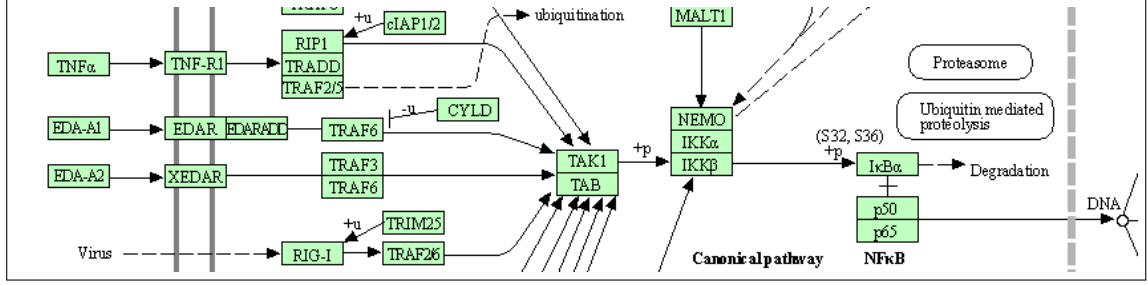 cIAP1/2
+u
ubiquitination
MALT1
RIP1
TNFα
TNF-R1
TRADD
TRAF2/5
Proteasome
-u
CYLD
Ubiquitin mediated
proteolysis
EDA-A1
EDAR
EDARADD
TRAF6
NEMO
IKKα
IKKβ
(S32, S36)
+p
+p
TAK1
TAB
IκBα
Degradation
EDA-A2
XEDAR
TRAF3
TRAF6
p50
p65
DNA
+u
TRIM25
Virus
RIG-I
TRAF2/6
Canonical pathway
NFκB